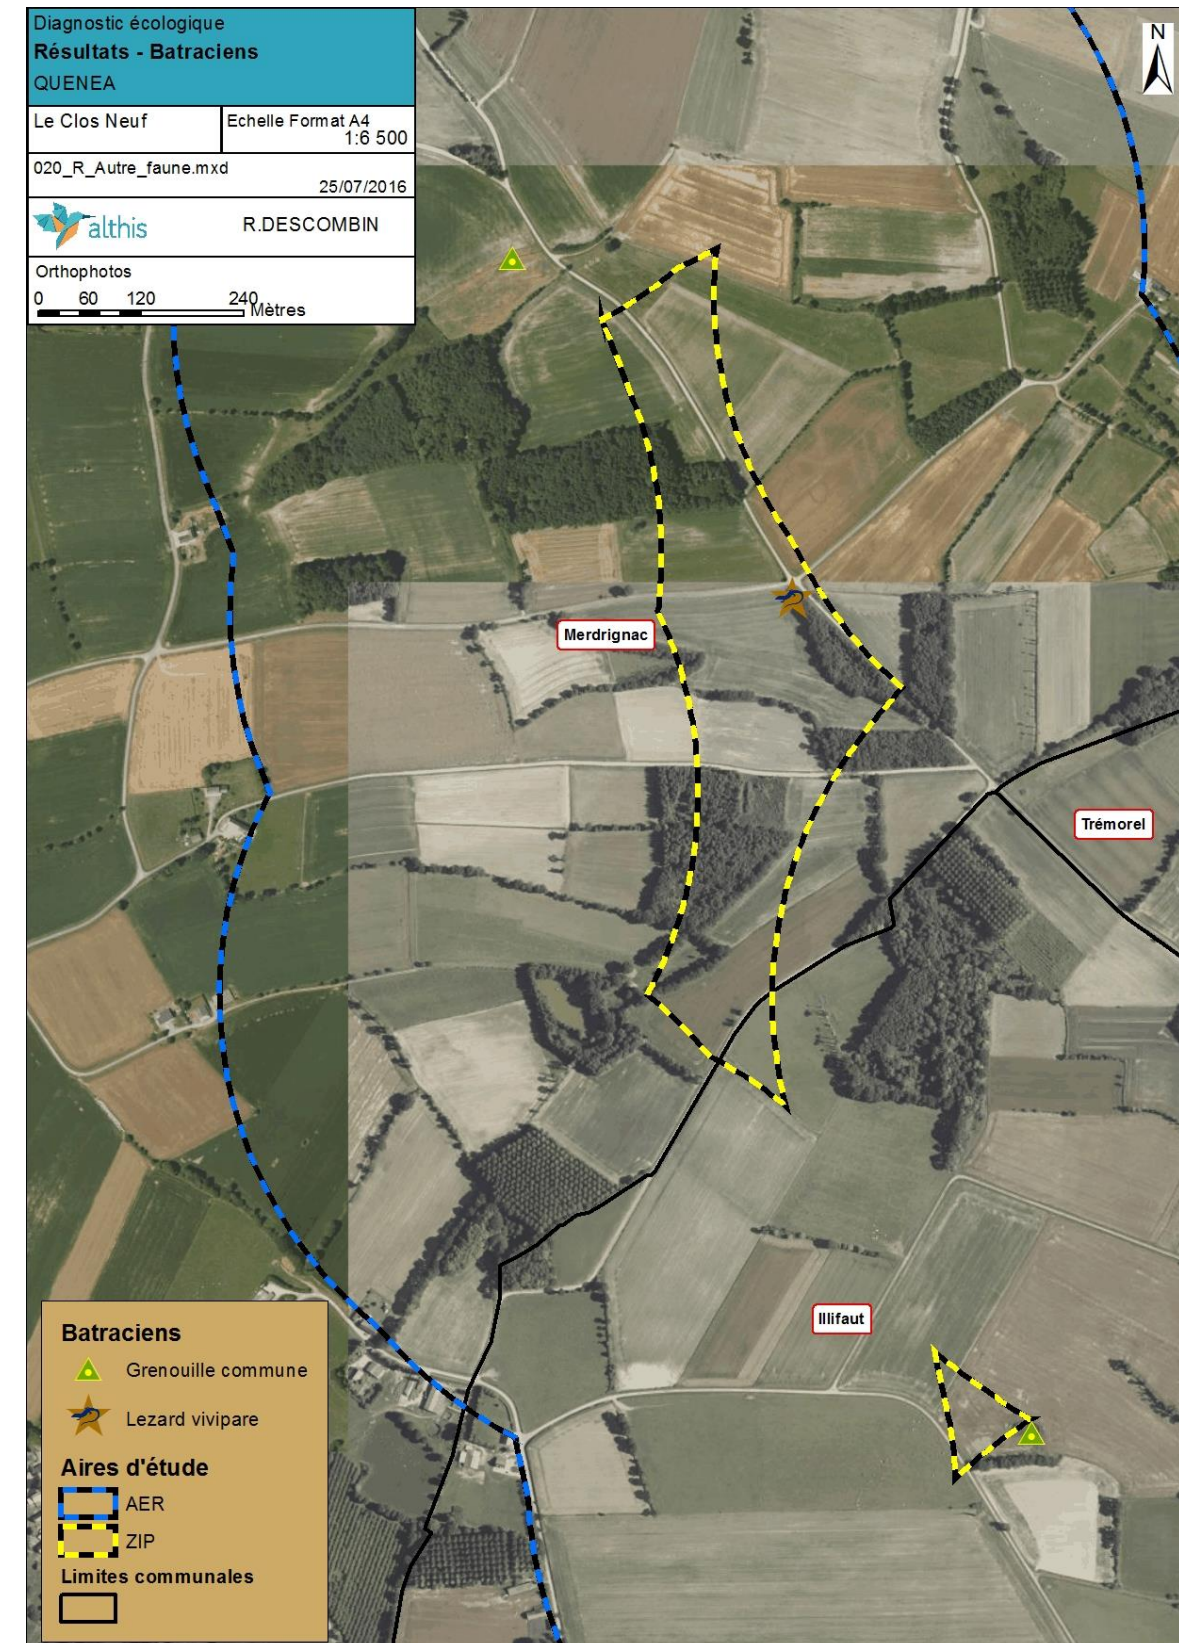 Diagnostic écologique
Résultats - Batraciens
QUENEA
Le Clos Neuf
Echelle Format A4
1:6 500
020_R_Autre_faune.mxd
25/07/2016
althis
R.DESCOMBIN
Orthophotos
0 60 120 240 Mètres
N
Merdrignac
Trémorel
Illifaut
Batraciens
Grenouille commune
Lezard vivipare
Aires d'étude
AER
ZIP
Limites communales